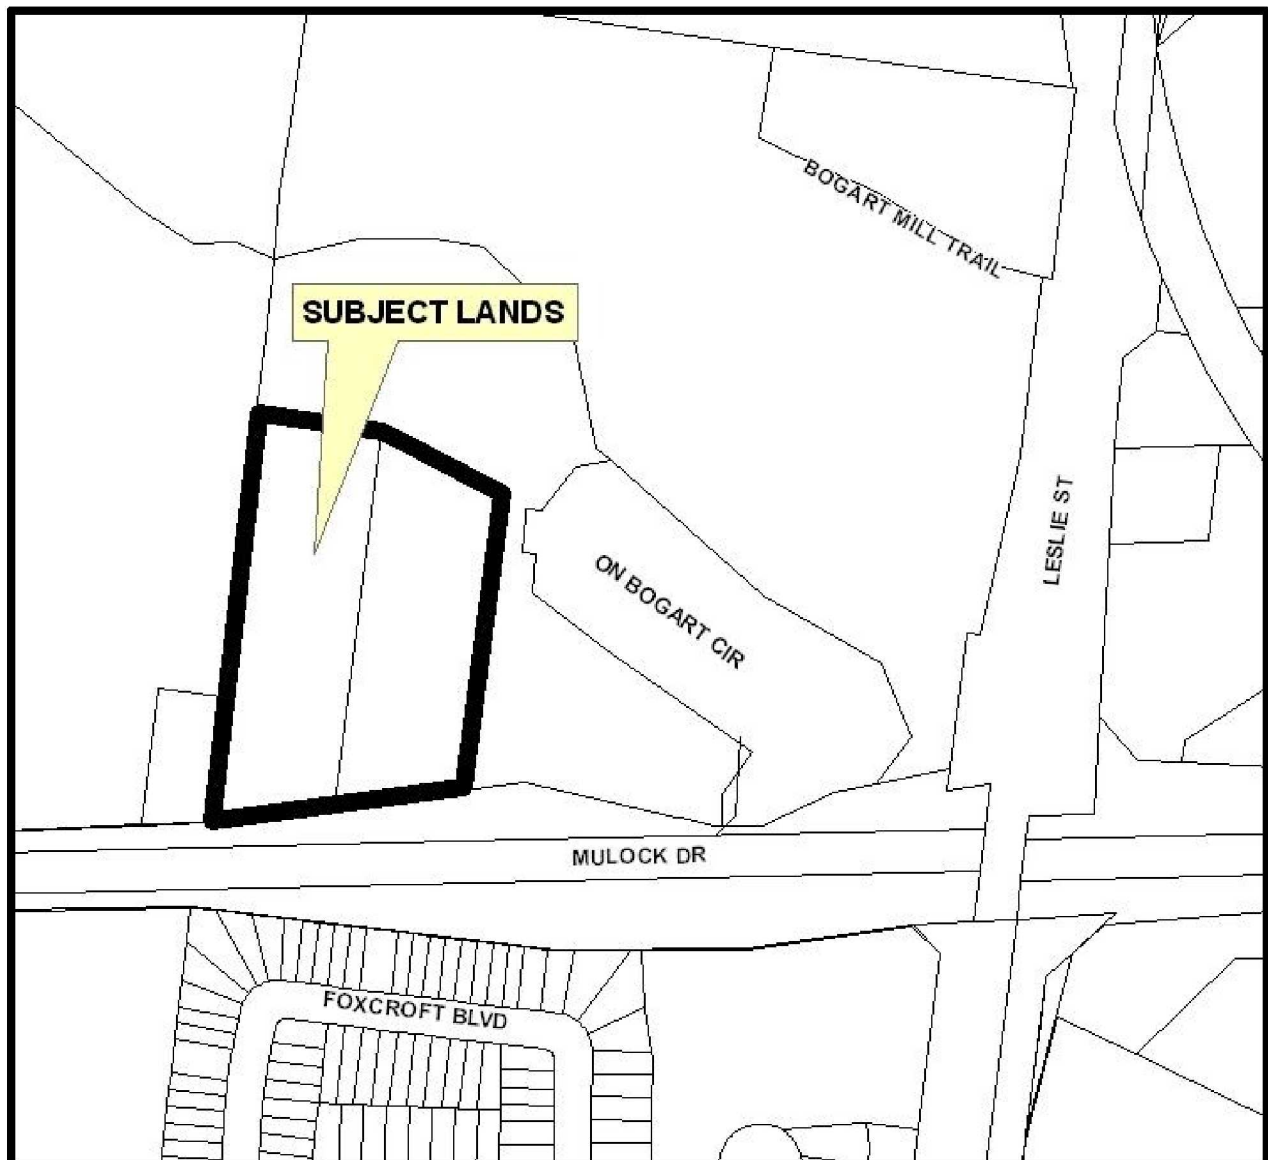 BOGART MILL TRAIL
SUBJECT LANDS
LESLIE ST
ON BOGART CIR
MULOCK DR
FOXCROFT BLVD